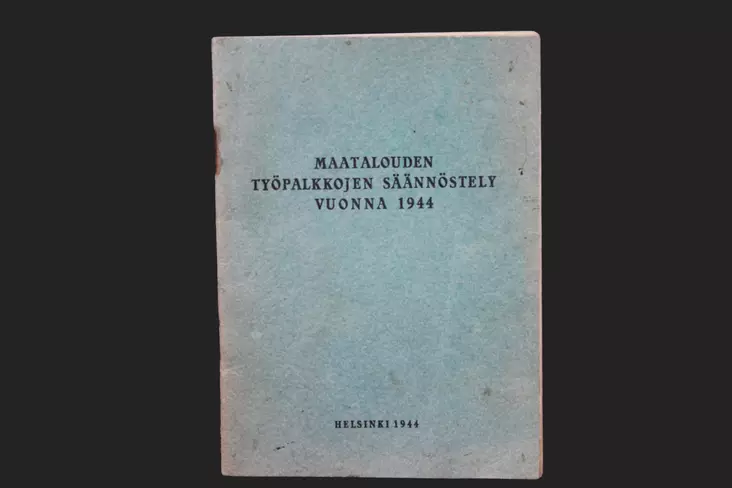 MAATALOUDEN
TYÖPALKKOJEN SÄÄNNÖSTELY
VUONNA 1944
HELSINKI 1944